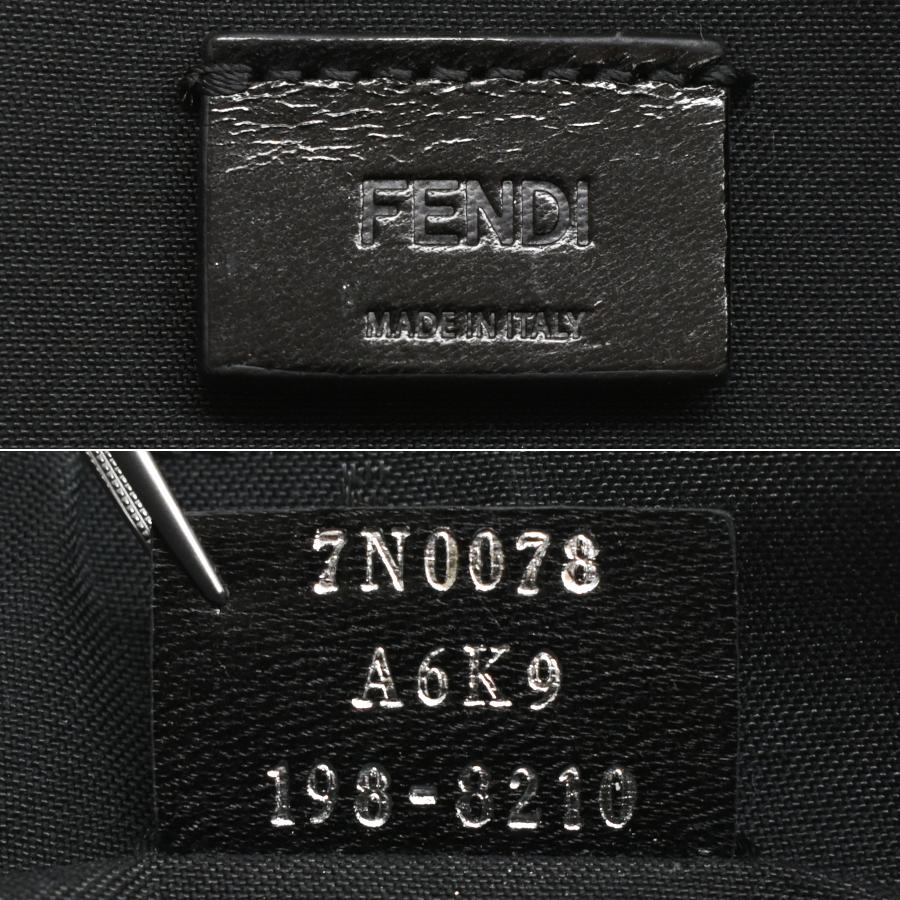 FENDI
MADE IN ITALY
7N0078
A6K9
198-8210